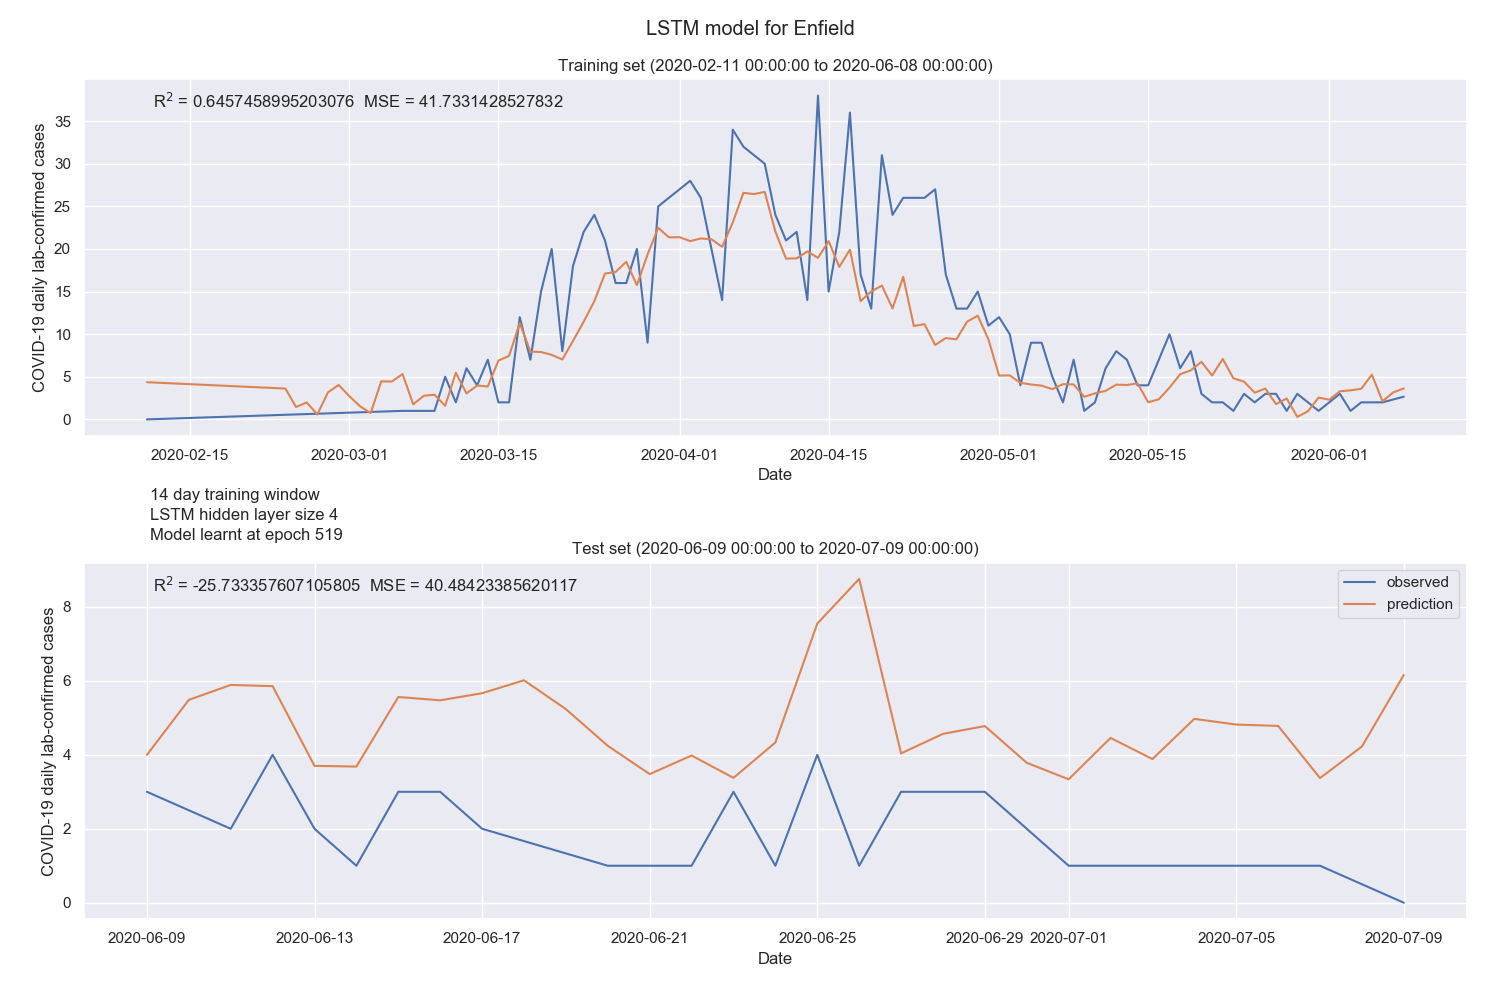 LSTM model for Enfield
Training set (2020-02-11 00:00:00 to 2020-06-08 00:00:00)
R² = 0.6457458995203076 MSE = 41.7331428527832
COVID-19 daily lab-confirmed cases
35
30
25
20
15
10
5
0
2020-02-15 2020-03-01 2020-03-15 2020-04-01 2020-04-15 2020-05-01 2020-05-15 2020-06-01
Date
14 day training window
LSTM hidden layer size 4
Model learnt at epoch 519
Test set (2020-06-09 00:00:00 to 2020-07-09 00:00:00)
R² = -25.733357607105805 MSE = 40.48423385620117
observed
prediction
COVID-19 daily lab-confirmed cases
8
6
4
2
0
2020-06-09 2020-06-13 2020-06-17 2020-06-21 2020-06-25 2020-06-29 2020-07-01 2020-07-05 2020-07-09
Date